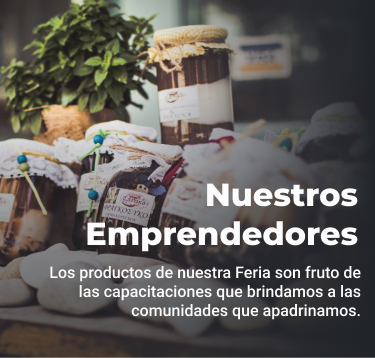 Nuestros
Emprendedores
Los productos de nuestra Feria son fruto de
las capacitaciones que brindamos a las
comunidades que apadrinamos.